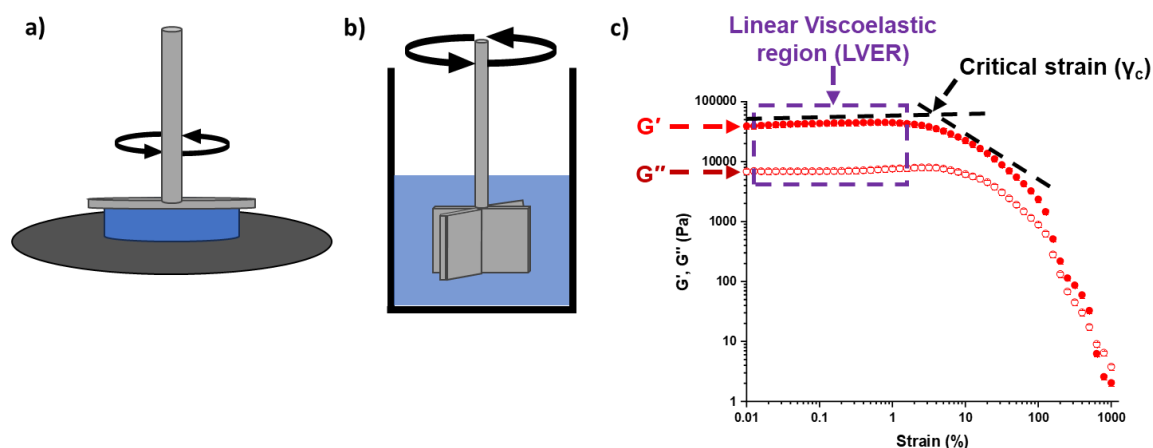 a)
b)
c)
Linear Viscoelastic
region (LVER)
Critical strain (γc)
G′
G″
100000
10000
1000
100
10
1
G', G'' (Pa)
0.01
0.1
1
10
100
1000
Strain (%)